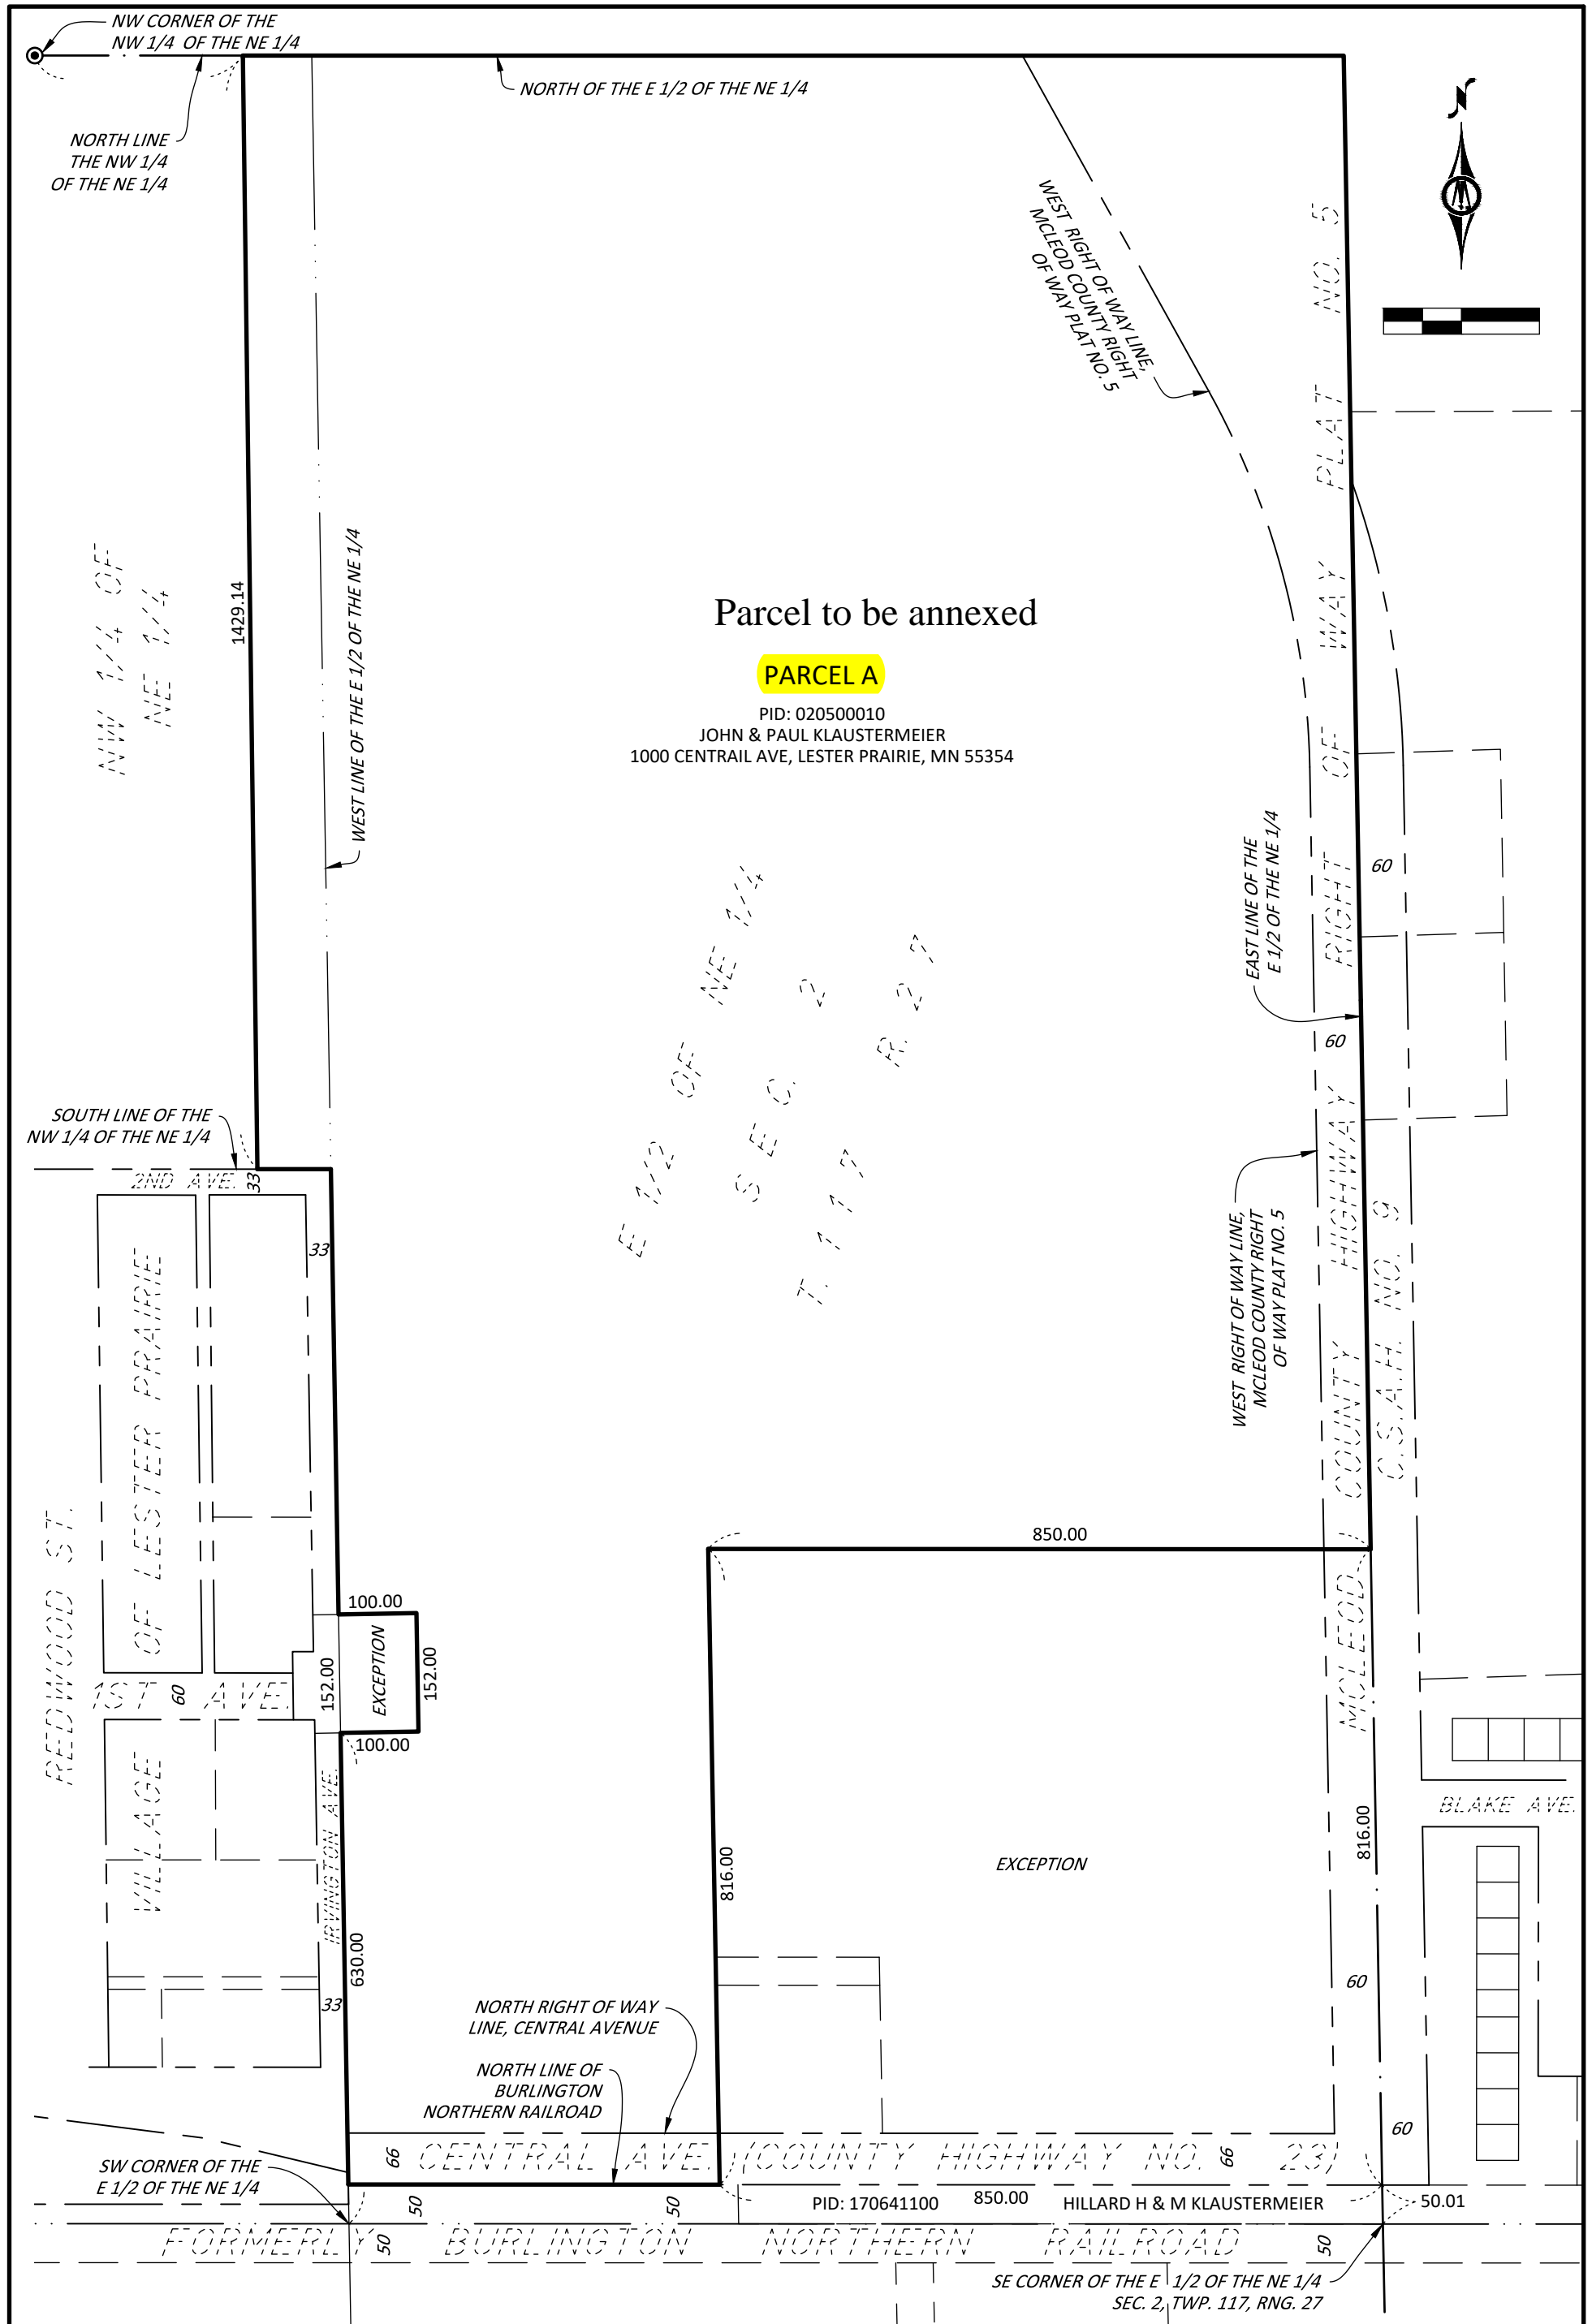 NW CORNER OF THE
NW 1/4 OF THE NE 1/4
NORTH OF THE E 1/2 OF THE NE 1/4
NORTH LINE
THE NW 1/4
OF THE NE 1/4
N
WEST RIGHT OF WAY LINE,
MCLEOD COUNTY RIGHT
OF WAY PLAT NO. 5
NW 1/4 OF
NE 1/4
1429.14
WEST LINE OF THE E 1/2 OF THE NE 1/4
Parcel to be annexed
PARCEL A
PID: 020500010
JOHN & PAUL KLAUSTERMEIER
1000 CENTRAIL AVE, LESTER PRAIRIE, MN 55354
E 1/2 OF NE 1/4
SEC. 2
T. 117 R. 27
EAST LINE OF THE
E 1/2 OF THE NE 1/4
60
60
MCLEOD COUNTY HIGHWAY RIGHT OF WAY PLAT NO. 5
C.S.A.H. NO. 9
WEST RIGHT OF WAY LINE,
MCLEOD COUNTY RIGHT
OF WAY PLAT NO. 5
SOUTH LINE OF THE
NW 1/4 OF THE NE 1/4
2ND AVE.
33
33
VILLAGE OF LESTER PRAIRIE
REDWOOD ST.
850.00
100.00
152.00
EXCEPTION
152.00
1ST AVE.
60
100.00
IRVINGTON AVE.
630.00
33
816.00
EXCEPTION
816.00
BLAKE AVE.
60
NORTH RIGHT OF WAY
LINE, CENTRAL AVENUE
NORTH LINE OF
BURLINGTON
NORTHERN RAILROAD
60
66
CENTRAL AVE. (COUNTY HIGHWAY NO. 23)
66
SW CORNER OF THE
E 1/2 OF THE NE 1/4
50
50
PID: 170641100
850.00
HILLARD H & M KLAUSTERMEIER
50.01
FORMERLY BURLINGTON NORTHERN RAILROAD
50
50
SE CORNER OF THE E 1/2 OF THE NE 1/4
SEC. 2, TWP. 117, RNG. 27